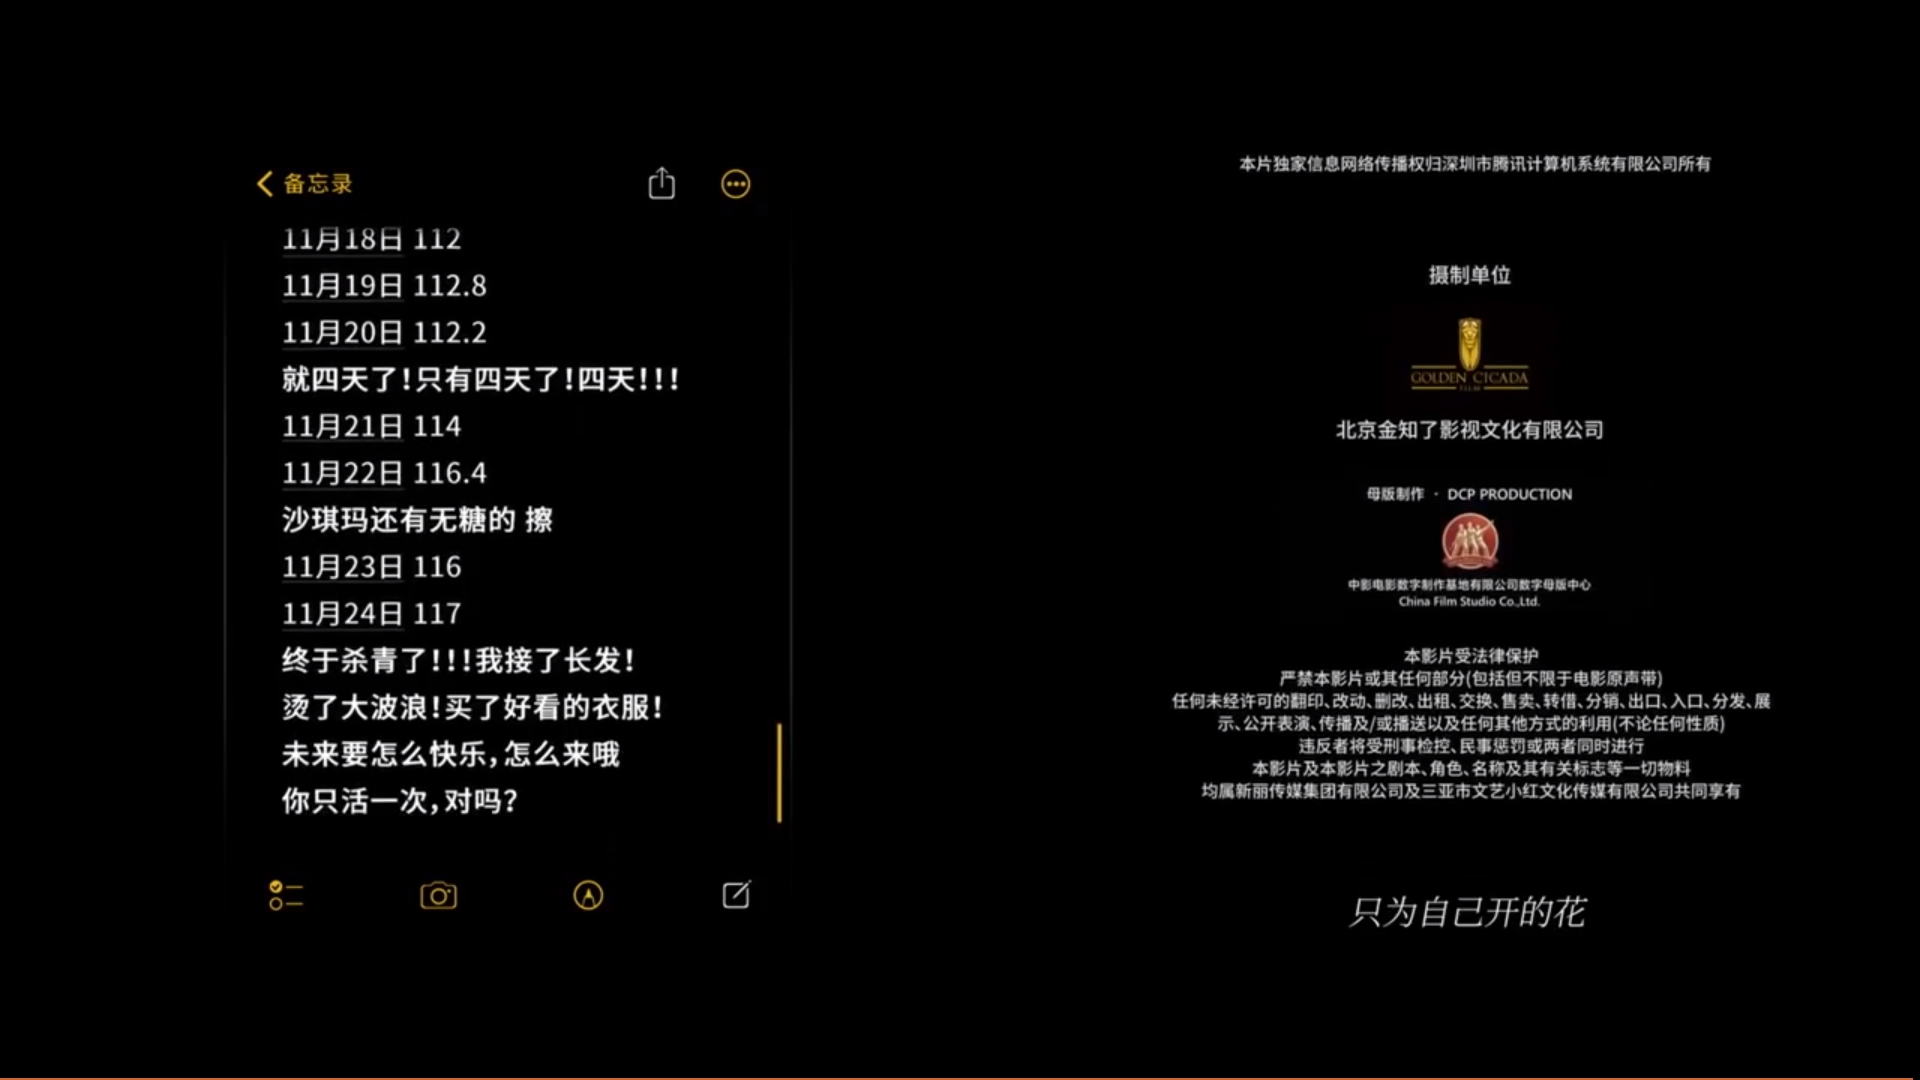 备忘录
11月18日 112
11月19日 112.8
11月20日 112.2
就四天了!只有四天了!四天!!!
11月21日 114
11月22日 116.4
沙琪玛还有无糖的 擦
11月23日 116
11月24日 117
终于杀青了!!!我接了长发!
烫了大波浪!买了好看的衣服!
未来要怎么快乐,怎么来哦
你只活一次,对吗?
本片独家信息网络传播权归深圳市腾讯计算机系统有限公司所有
摄制单位
GOLDEN CICADA
FILM
北京金知了影视文化有限公司
母版制作 · DCP PRODUCTION
中影电影数字制作基地有限公司数字母版中心
China Film Studio Co.,Ltd.
本影片受法律保护
严禁本影片或其任何部分(包括但不限于电影原声带)
任何未经许可的翻印、改动、删改、出租、交换、售卖、转借、分销、出口、入口、分发、展
示、公开表演、传播及/或播送以及任何其他方式的利用(不论任何性质)
违反者将受刑事检控、民事惩罚或两者同时进行
本影片及本影片之剧本、角色、名称及其有关标志等一切物料
均属新丽传媒集团有限公司及三亚市文艺小红文化传媒有限公司共同享有
只为自己开的花